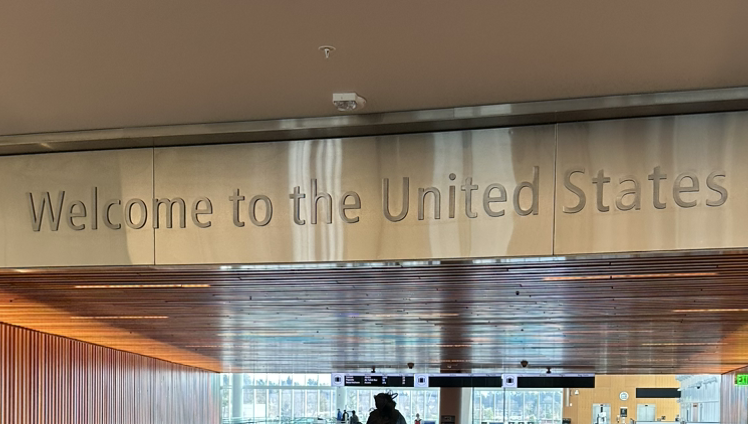 Welcome to the United States